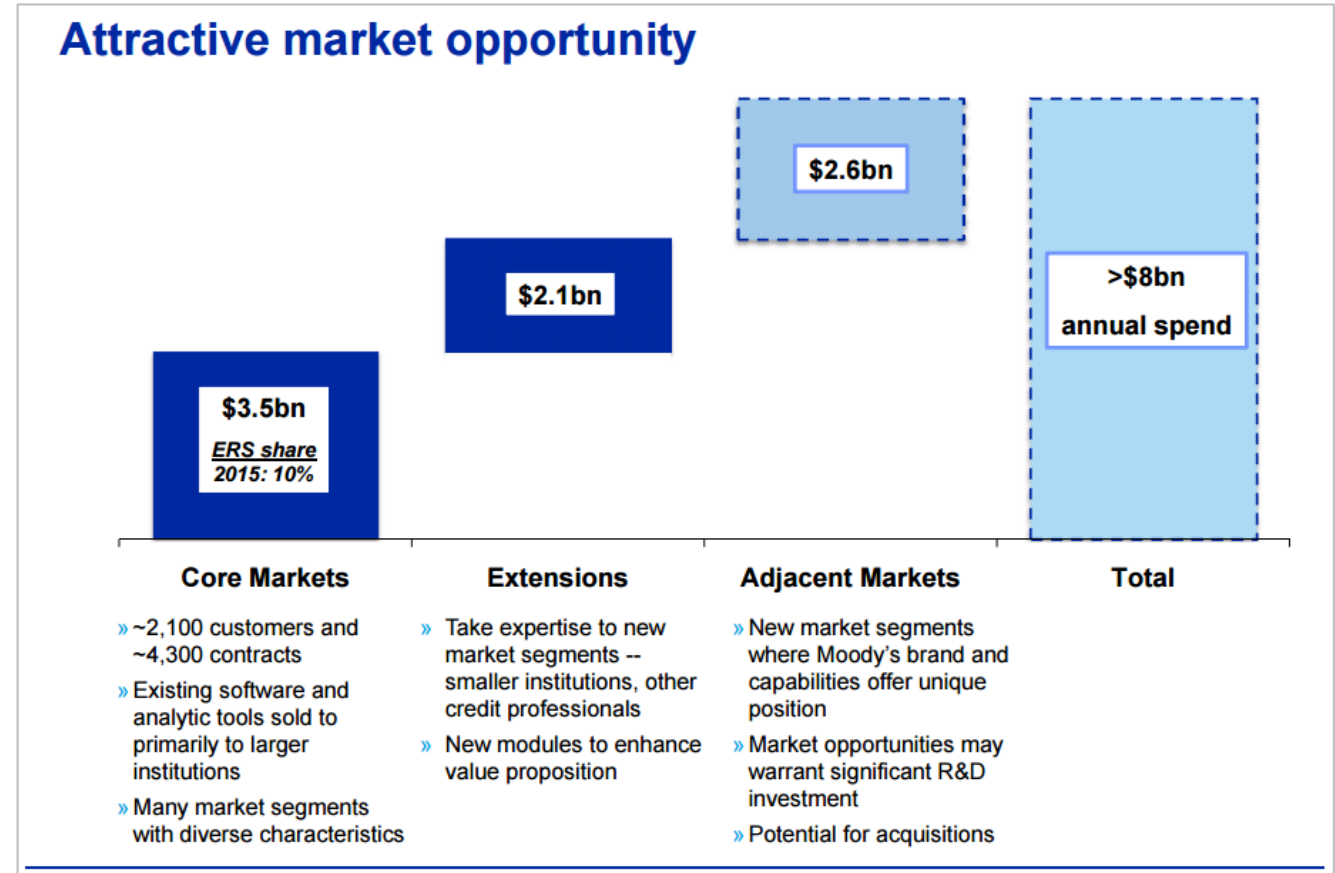 Attractive market opportunity
$2.6bn
$2.1bn
>$8bn
annual spend
$3.5bn
ERS share
2015: 10%
Core Markets
Extensions
Adjacent Markets
Total
» ~2,100 customers and
~4,300 contracts
» Existing software and
analytic tools sold to
primarily to larger
institutions
» Many market segments
with diverse characteristics
» Take expertise to new
market segments --
smaller institutions, other
credit professionals
» New modules to enhance
value proposition
» New market segments
where Moody's brand and
capabilities offer unique
position
» Market opportunities may
warrant significant R&D
investment
» Potential for acquisitions